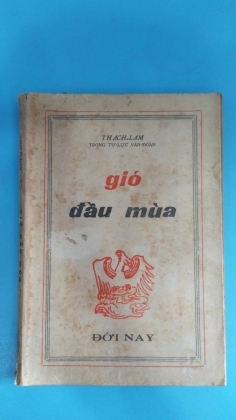 THẠCH-LAM
TRONG TỰ-LỰC VĂN-ĐOÀN
gió
đầu mùa
ĐỜI NAY